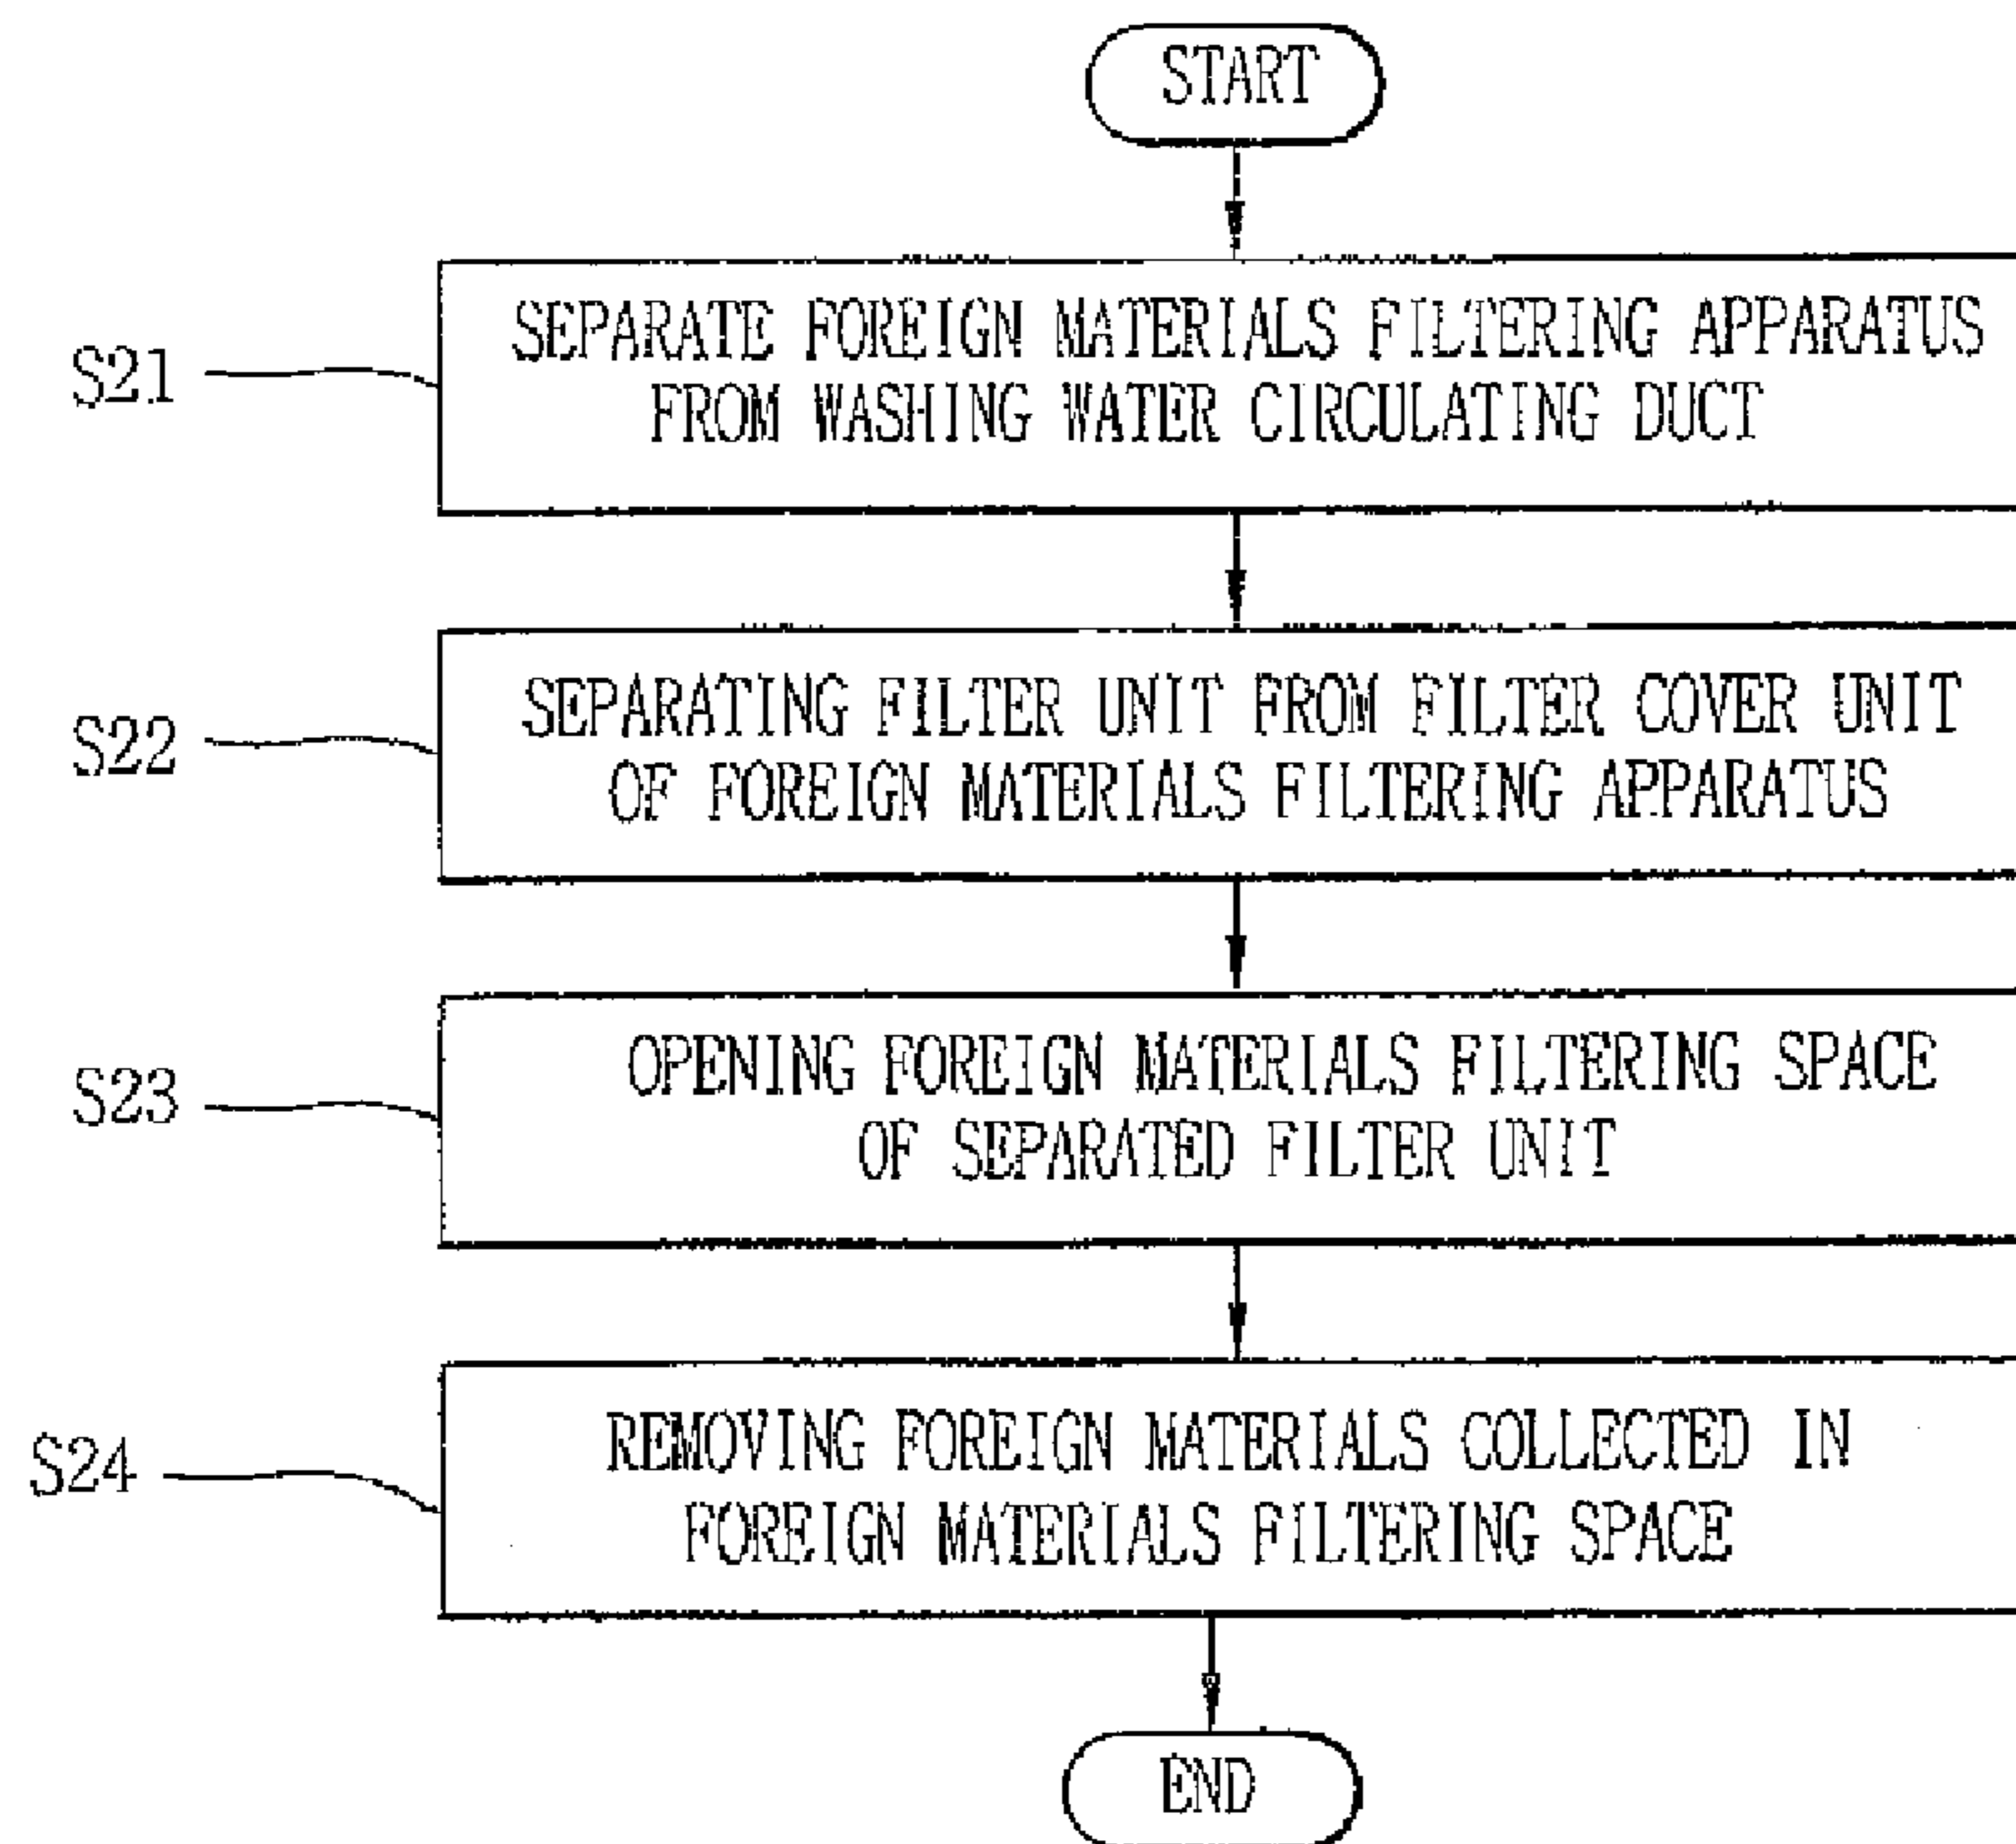 START
S21
SEPARATE FOREIGN MATERIALS FILTERING APPARATUS
FROM WASHING WATER CIRCULATING DUCT
S22
SEPARATING FILTER UNIT FROM FILTER COVER UNIT
OF FOREIGN MATERIALS FILTERING APPARATUS
S23
OPENING FOREIGN MATERIALS FILTERING SPACE
OF SEPARATED FILTER UNIT
S24
REMOVING FOREIGN MATERIALS COLLECTED IN
FOREIGN MATERIALS FILTERING SPACE
END